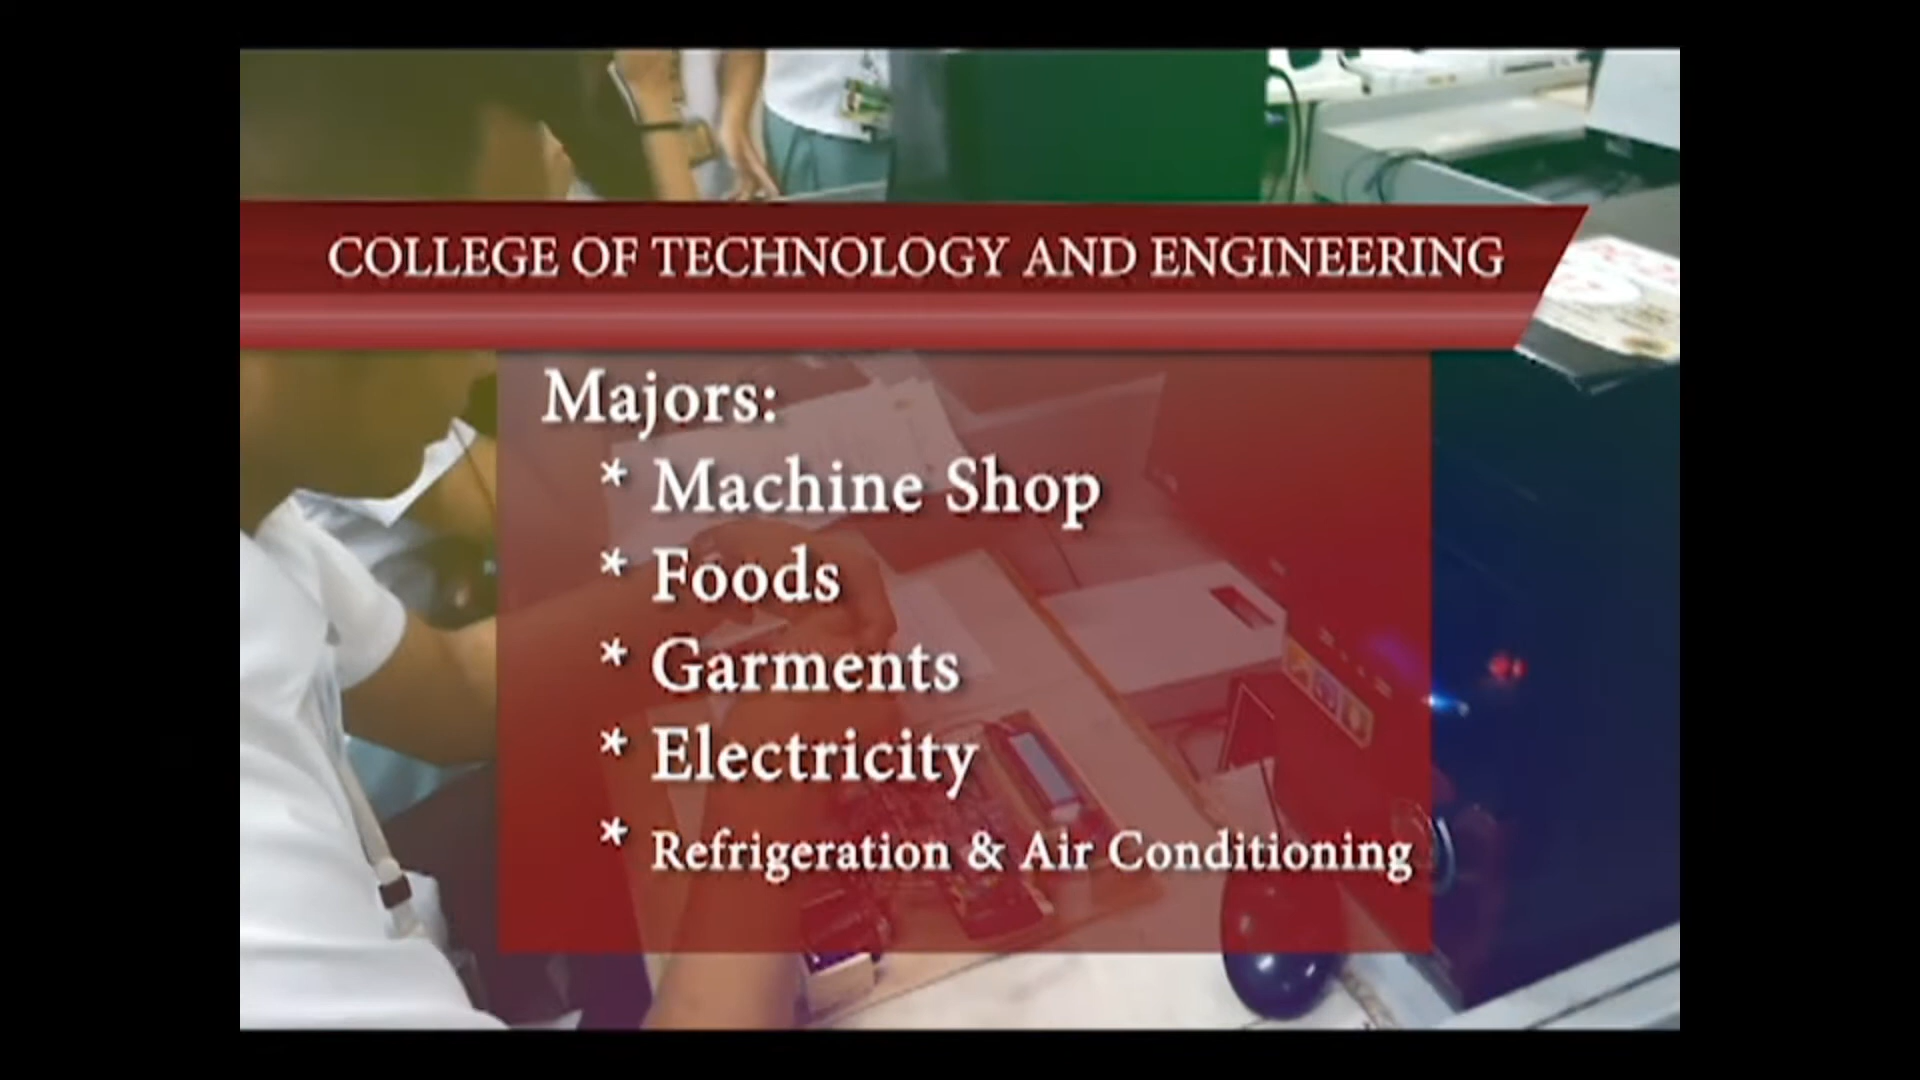 COLLEGE OF TECHNOLOGY AND ENGINEERING
Majors:
* Machine Shop
* Foods
* Garments
* Electricity
* Refrigeration & Air Conditioning